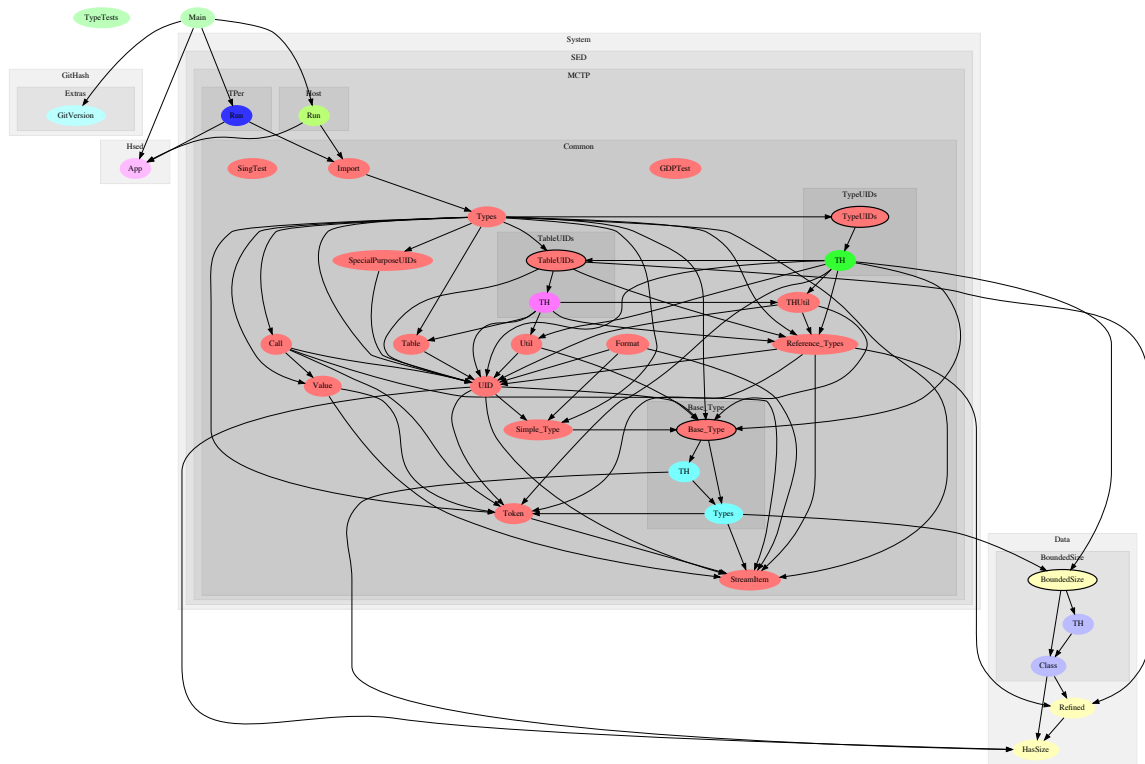 TypeTests
Main
System
SED
GitHash
MCTP
Extras
TPer
Host
GitVersion
Run
Run
Hsed
Common
App
SingTest
Import
GDPTest
TypeUIDs
Types
TypeUIDs
TableUIDs
SpecialPurposeUIDs
TableUIDs
TH
TH
THUtil
Call
Table
Util
Format
Reference_Types
Value
UID
Base_Type
Simple_Type
Base_Type
TH
Token
Types
Data
BoundedSize
StreamItem
BoundedSize
TH
Class
Refined
HasSize